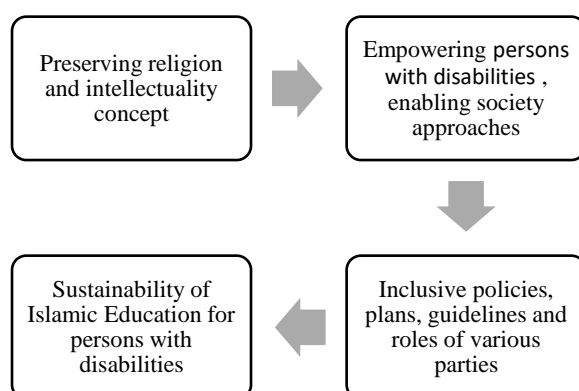 Preserving religion
and intellectuality
concept
Empowering persons
with disabilities ,
enabling society
approaches
Inclusive policies,
plans, guidelines and
roles of various
parties
Sustainability of
Islamic Education for
persons with
disabilities